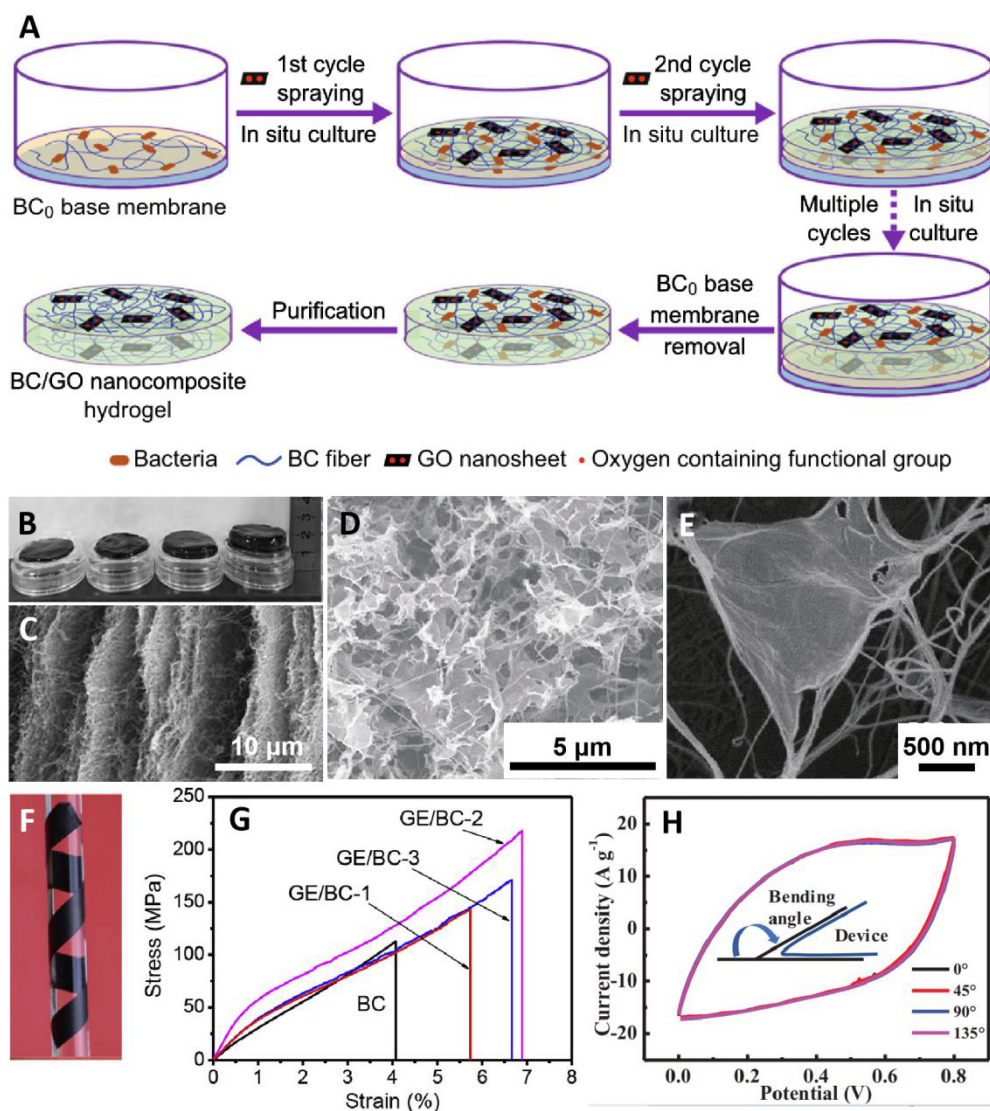 A
1st cycle
spraying
In situ culture
2nd cycle
spraying
In situ culture
BC₀ base membrane
Multiple
cycles
In situ
culture
BC₀ base
membrane
removal
Purification
BC/GO nanocomposite
hydrogel
Bacteria BC fiber GO nanosheet Oxygen containing functional group
B
1 2 3
C
10 µm
D
5 µm
E
500 nm
F
G
Stress (MPa)
250
200
150
100
50
0
GE/BC-2
GE/BC-3
GE/BC-1
BC
0 1 2 3 4 5 6 7 8
Strain (%)
H
Current density (A g⁻¹)
20
10
0
-10
-20
Bending
angle
Device
0°
45°
90°
135°
0.0 0.2 0.4 0.6 0.8
Potential (V)